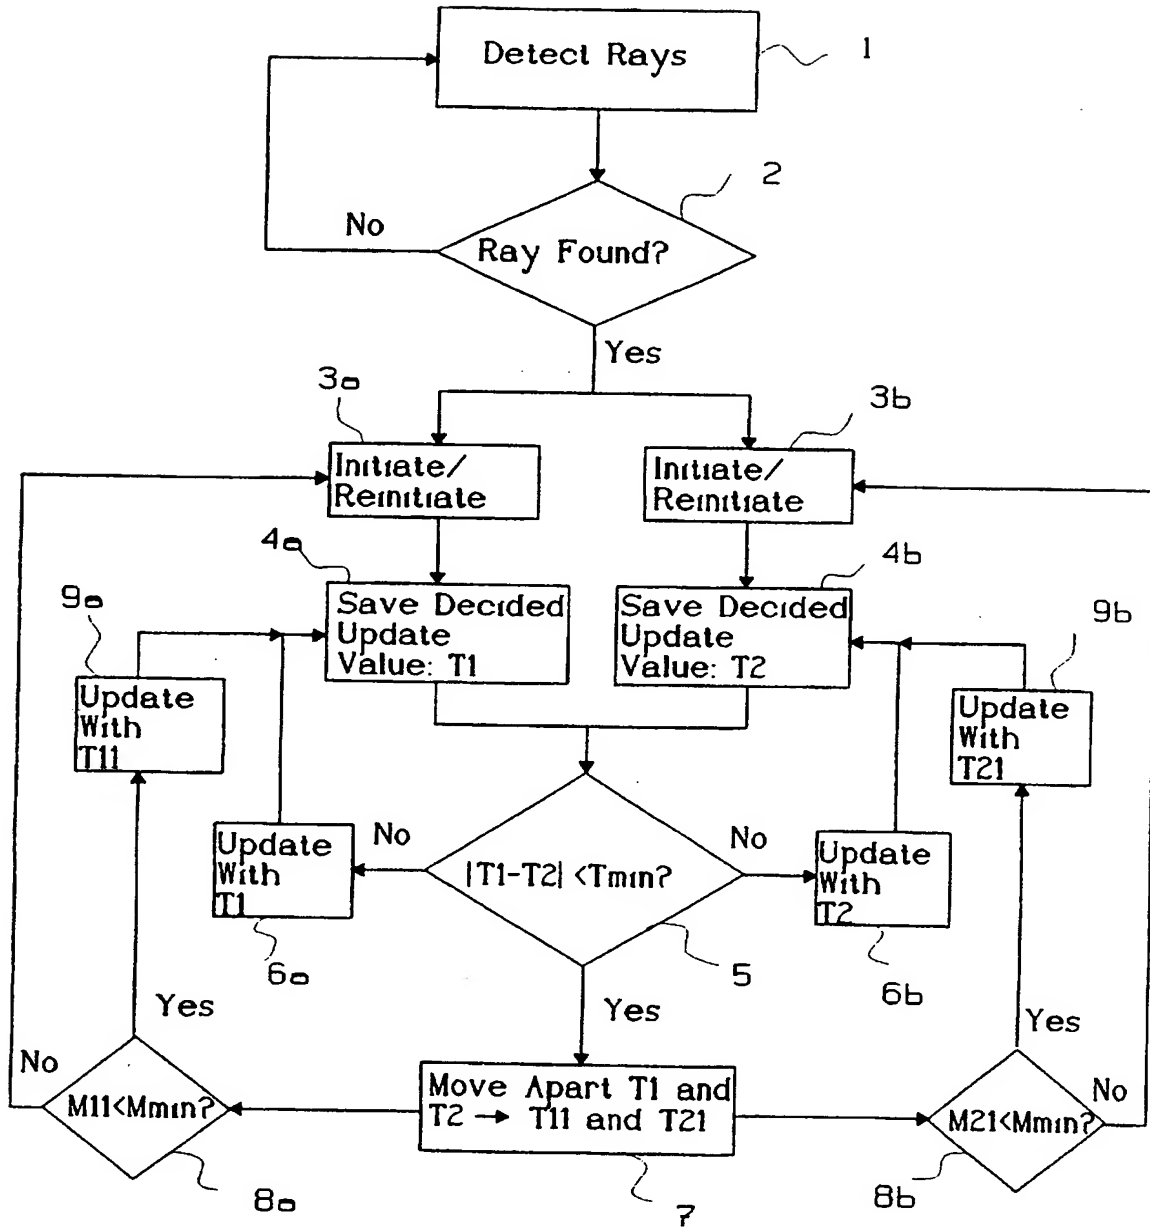 Detect Rays
1
2
No
Ray Found?
Yes
3a
3b
Initiate/
Reinitiate
Initiate/
Reinitiate
4a
4b
Save Decided
Update
Value: T1
Save Decided
Update
Value: T2
9a
9b
Update
With
T11
Update
With
T21
No
No
Update
With
T1
|T1-T2| <Tmin?
Update
With
T2
6a
5
6b
Yes
Yes
Yes
No
No
M11<Mmin?
Move Apart T1 and
T2 → T11 and T21
M21<Mmin?
8a
7
8b